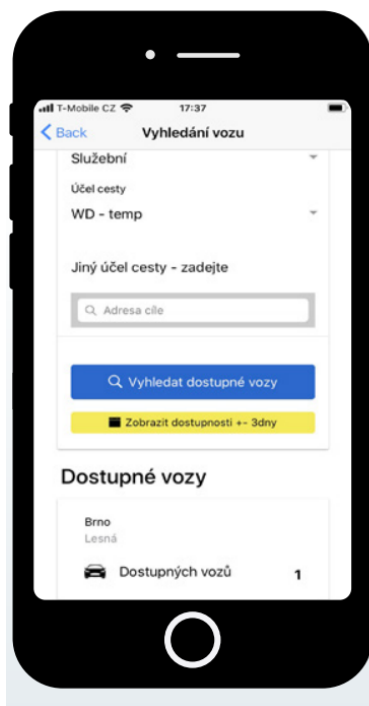 T-Mobile CZ 17:37
Back Vyhledání vozu
Služební
Účel cesty
WD - temp
Jiný účel cesty - zadejte
Adresa cíle
Vyhledat dostupné vozy
Zobrazit dostupnosti +- 3dny
Dostupné vozy
Brno
Lesná
Dostupných vozů 1